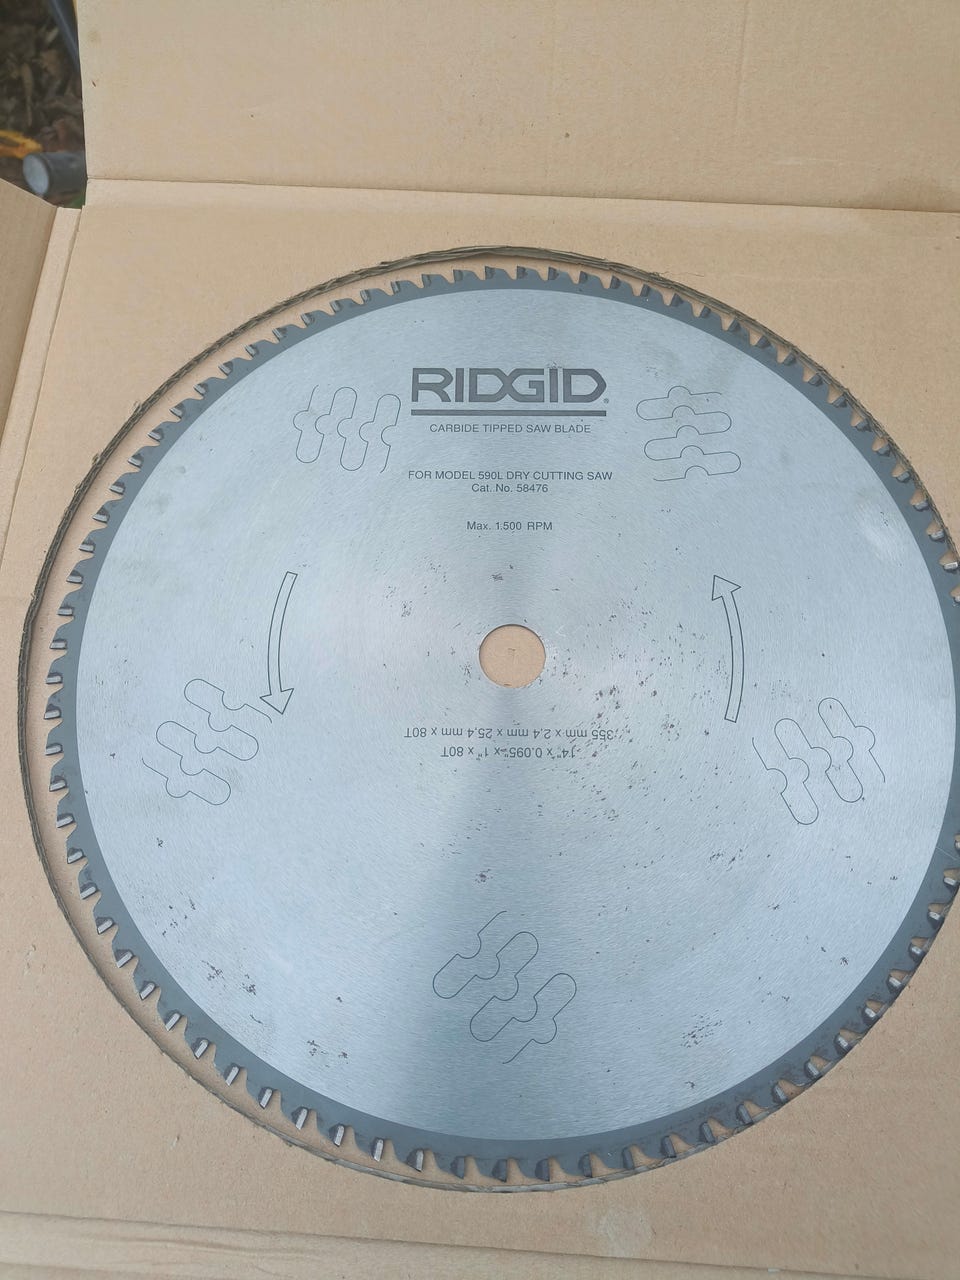 RIDGID®
CARBIDE TIPPED SAW BLADE
FOR MODEL 590L DRY CUTTING SAW
Cat. No. 58476
Max. 1.500 RPM
14" x 0.095" x 1" x 80T
355 mm x 2,4 mm x 25,4 mm x 80T